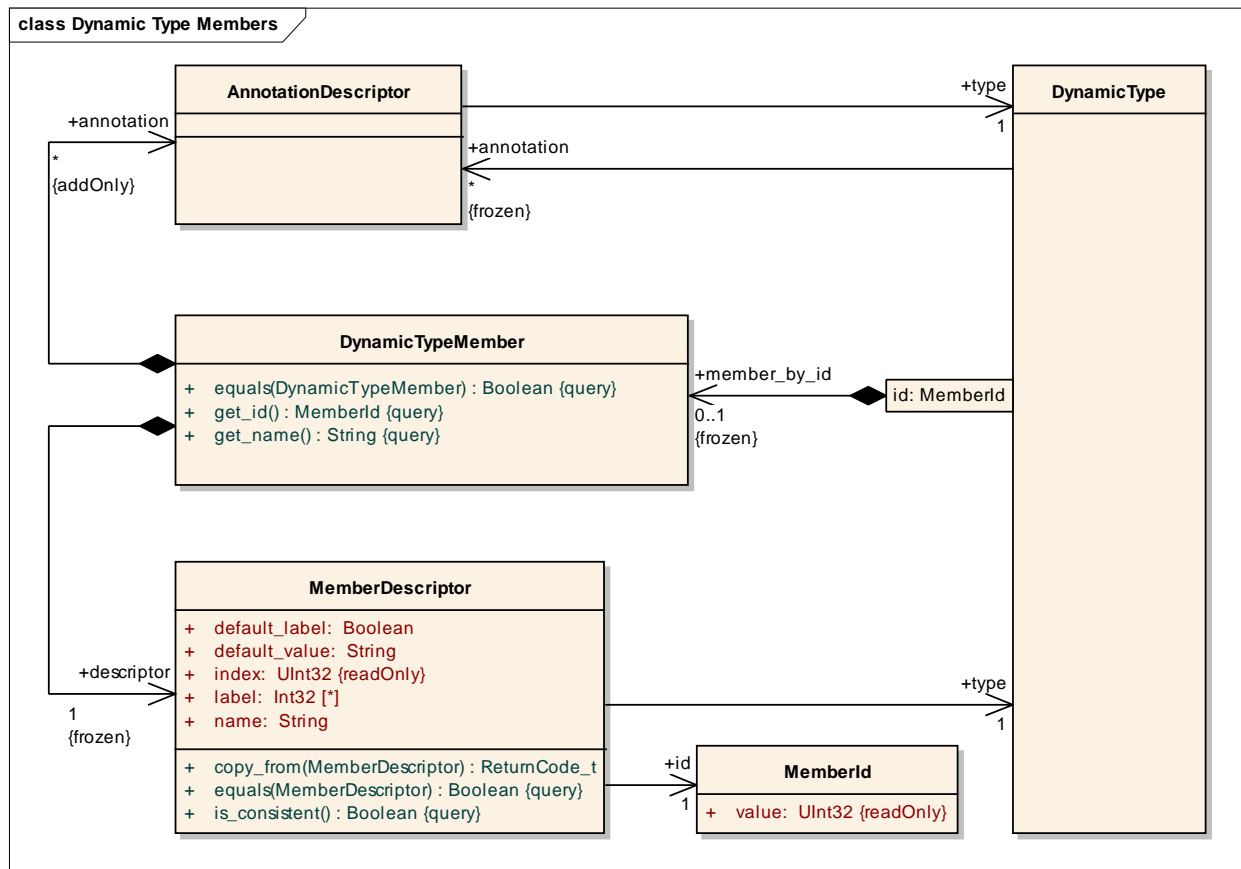 class Dynamic Type Members
AnnotationDescriptor
DynamicType
+type
1
+annotation
*
{addOnly}
+annotation
*
{frozen}
DynamicTypeMember
+ equals(DynamicTypeMember) : Boolean {query}
+ get_id() : MemberId {query}
+ get_name() : String {query}
+member_by_id
0..1
{frozen}
id: MemberId
MemberDescriptor
+ default_label: Boolean
+ default_value: String
+ index: UInt32 {readOnly}
+ label: Int32 [*]
+ name: String
+ copy_from(MemberDescriptor) : ReturnCode_t
+ equals(MemberDescriptor) : Boolean {query}
+ is_consistent() : Boolean {query}
+descriptor
1
{frozen}
+type
1
+id
1
MemberId
+ value: UInt32 {readOnly}